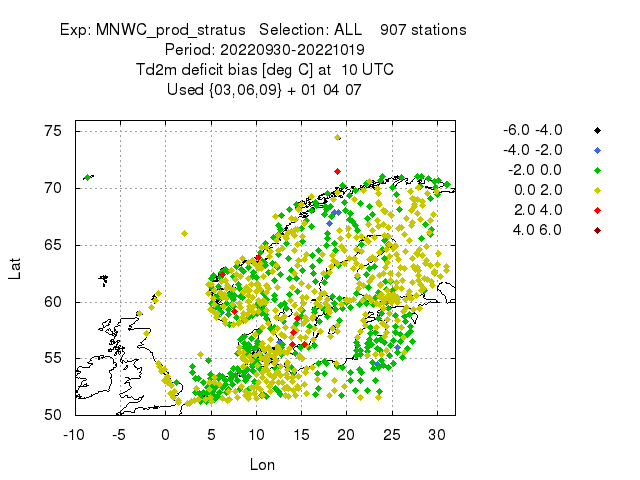 Exp: MNWC_prod_stratus   Selection: ALL    907 stations
Period: 20220930-20221019
Td2m deficit bias [deg C] at  10 UTC
Used {03,06,09} + 01 04 07
-6.0 -4.0
-4.0 -2.0
-2.0 0.0
0.0 2.0
2.0 4.0
4.0 6.0
75
70
65
60
55
50
Lat
-10 -5 0 5 10 15 20 25 30
Lon